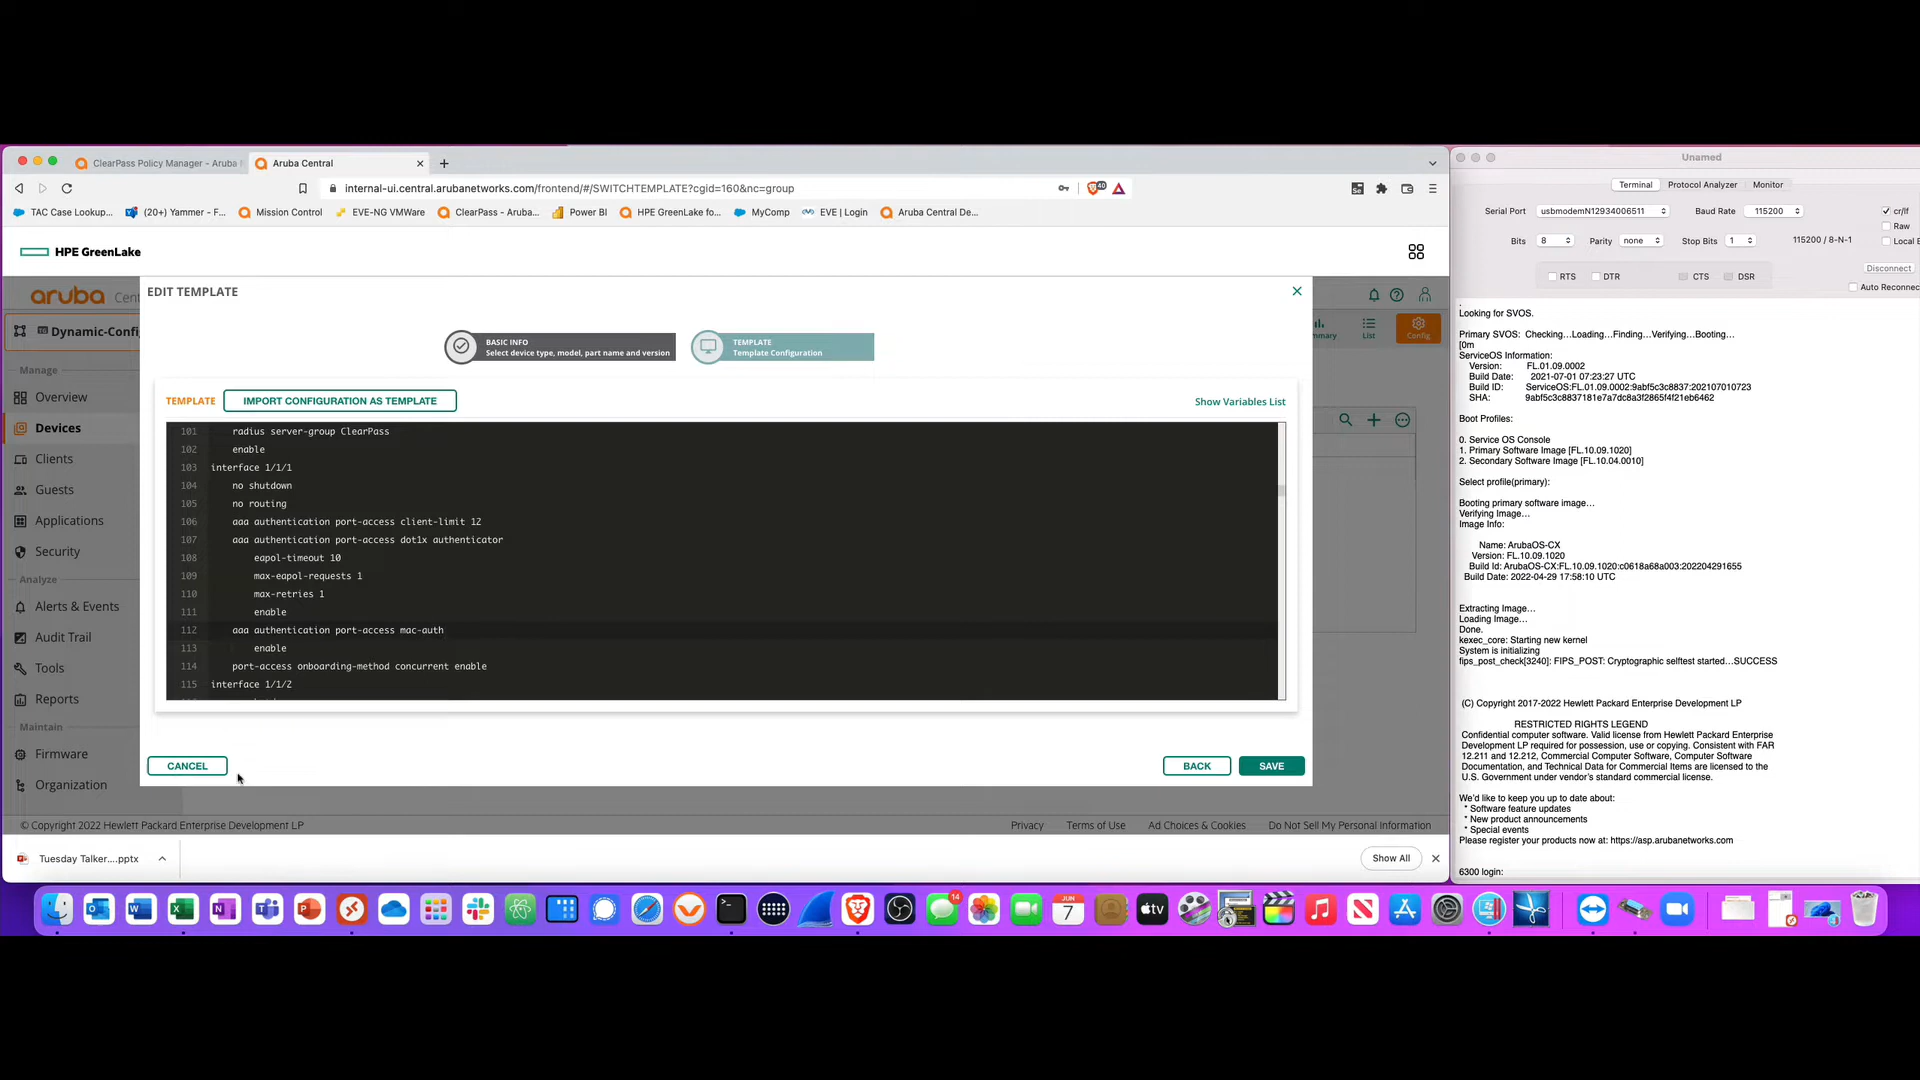 ClearPass Policy Manager - Aruba
Aruba Central
internal-ui.central.arubanetworks.com/frontend/#/SWITCHTEMPLATE?cgid=160&nc=group
40
TAC Case Lookup...
(20+) Yammer - F...
Mission Control
EVE-NG VMWare
ClearPass - Aruba...
Power BI
HPE GreenLake fo...
MyComp
EVE | Login
Aruba Central De...
HPE GreenLake
aruba Cent
Dynamic-Confi
Manage
Overview
Devices
Clients
Guests
Applications
Security
Analyze
Alerts & Events
Audit Trail
Tools
Reports
Maintain
Firmware
Organization
mmary
List
Config
EDIT TEMPLATE
BASIC INFO
Select device type, model, part name and version
TEMPLATE
Template Configuration
TEMPLATE
IMPORT CONFIGURATION AS TEMPLATE
Show Variables List
101 radius server-group ClearPass
102 enable
103 interface 1/1/1
104 no shutdown
105 no routing
106 aaa authentication port-access client-limit 12
107 aaa authentication port-access dot1x authenticator
108 eapol-timeout 10
109 max-eapol-requests 1
110 max-retries 1
111 enable
112 aaa authentication port-access mac-auth
113 enable
114 port-access onboarding-method concurrent enable
115 interface 1/1/2
CANCEL
BACK
SAVE
© Copyright 2022 Hewlett Packard Enterprise Development LP
Privacy
Terms of Use
Ad Choices & Cookies
Do Not Sell My Personal Information
Tuesday Talker....pptx
Show All
Unamed
Terminal
Protocol Analyzer
Monitor
Serial Port
usbmodemN12934006511
Baud Rate
115200
cr/lf
Raw
Local E
Bits
8
Parity
none
Stop Bits
1
115200 / 8-N-1
RTS
DTR
CTS
DSR
Disconnect
Auto Reconnec
Looking for SVOS.
Primary SVOS: Checking...Loading...Finding...Verifying...Booting...
[0m
ServiceOS Information:
Version: FL.01.09.0002
Build Date: 2021-07-01 07:23:27 UTC
Build ID: ServiceOS:FL.01.09.0002:9abf5c3c8837:202107010723
SHA: 9abf5c3c8837181e7a7dc8a3f2865f4f21eb6462
Boot Profiles:
0. Service OS Console
1. Primary Software Image [FL.10.09.1020]
2. Secondary Software Image [FL.10.04.0010]
Select profile(primary):
Booting primary software image...
Verifying Image...
Image Info:
Name: ArubaOS-CX
Version: FL.10.09.1020
Build Id: ArubaOS-CX:FL.10.09.1020:c0618a68a003:202204291655
Build Date: 2022-04-29 17:58:10 UTC
Extracting Image...
Loading Image...
Done.
kexec_core: Starting new kernel
System is initializing
fips_post_check[3240]: FIPS_POST: Cryptographic selftest started...SUCCESS
(C) Copyright 2017-2022 Hewlett Packard Enterprise Development LP
RESTRICTED RIGHTS LEGEND
Confidential computer software. Valid license from Hewlett Packard Enterprise
Development LP required for possession, use or copying. Consistent with FAR
12.211 and 12.212, Commercial Computer Software, Computer Software
Documentation, and Technical Data for Commercial Items are licensed to the
U.S. Government under vendor's standard commercial license.
We'd like to keep you up to date about:
* Software feature updates
* New product announcements
* Special events
Please register your products now at: https://asp.arubanetworks.com
6300 login:
14
JUN
7
tv